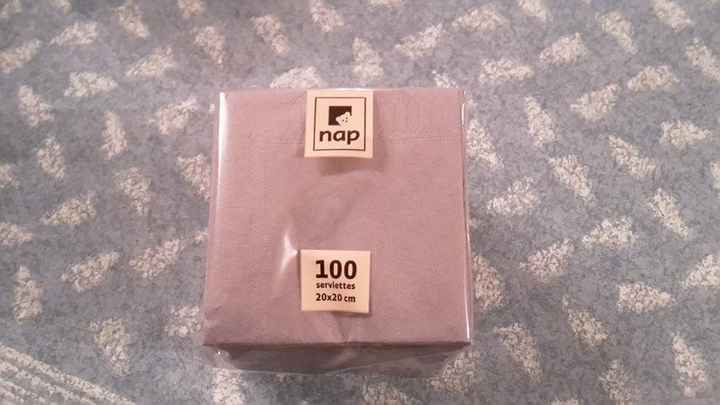 nap
100
serviettes
20x20 cm